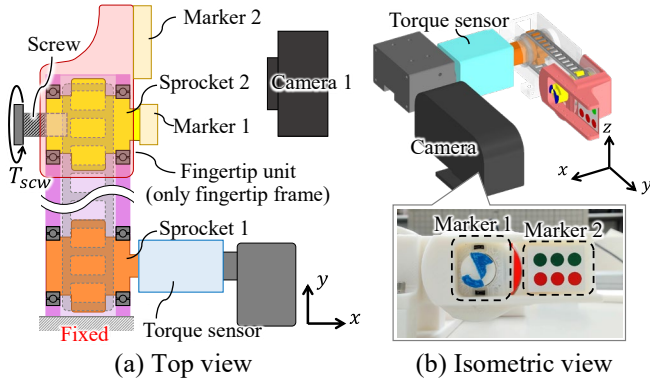 Marker 2
Screw
Sprocket 2
Camera 1
Marker 1
T_scw
Fingertip unit
(only fingertip frame)
Sprocket 1
y
x
Torque sensor
Fixed
(a) Top view
Torque sensor
Camera
z
x
y
Marker 1
Marker 2
(b) Isometric view